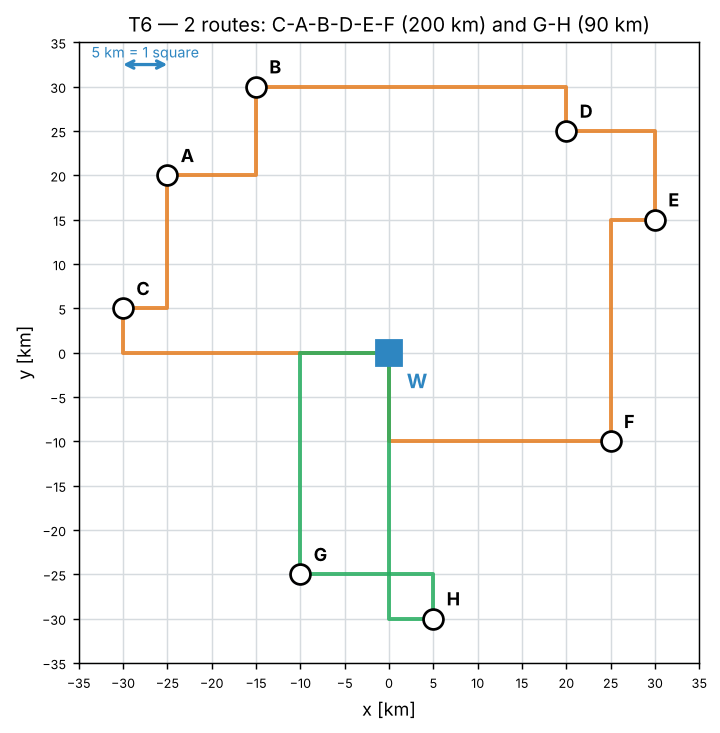 T6 — 2 routes: C-A-B-D-E-F (200 km) and G-H (90 km)
5 km = 1 square
B
D
A
E
C
W
F
G
H
35
30
25
20
15
10
5
0
−5
−10
−15
−20
−25
−30
−35
y [km]
−35 −30 −25 −20 −15 −10 −5 0 5 10 15 20 25 30 35
x [km]